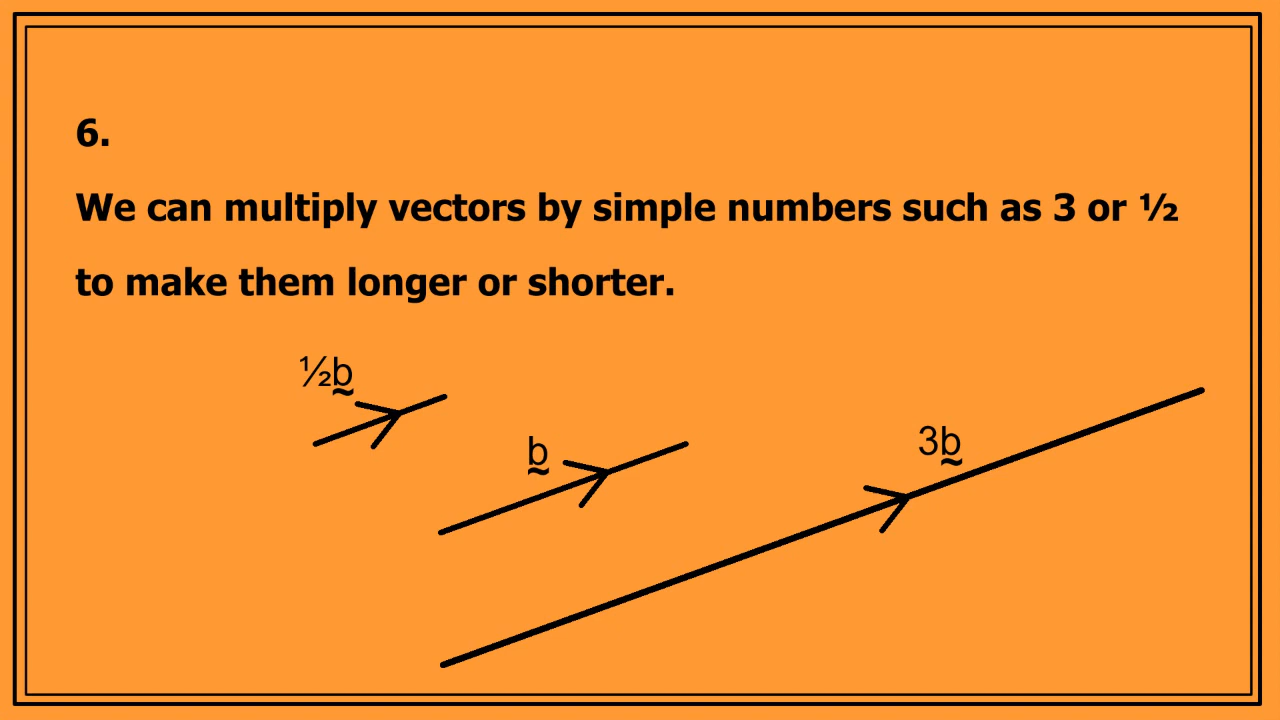 6.
We can multiply vectors by simple numbers such as 3 or ½
to make them longer or shorter.
½b
b
3b